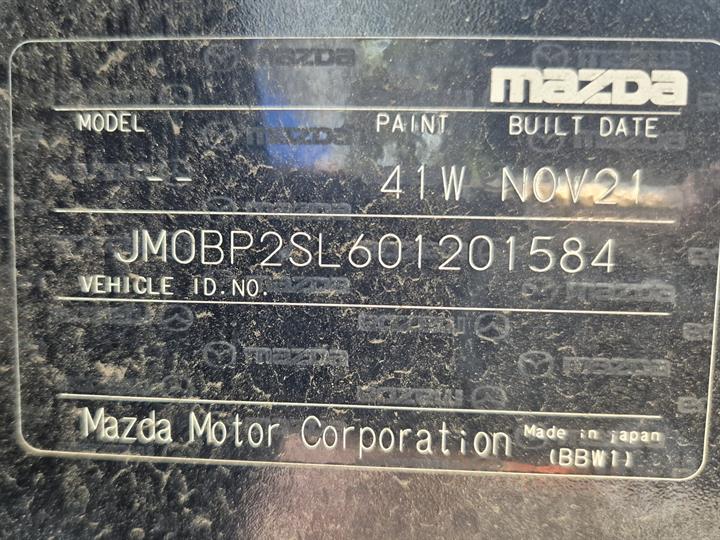 mazda
MODEL PAINT BUILT DATE
-- 41W NOV21
JM0BP2SL601201584
VEHICLE ID.NO.
Mazda Motor Corporation Made in japan
(BBW1)